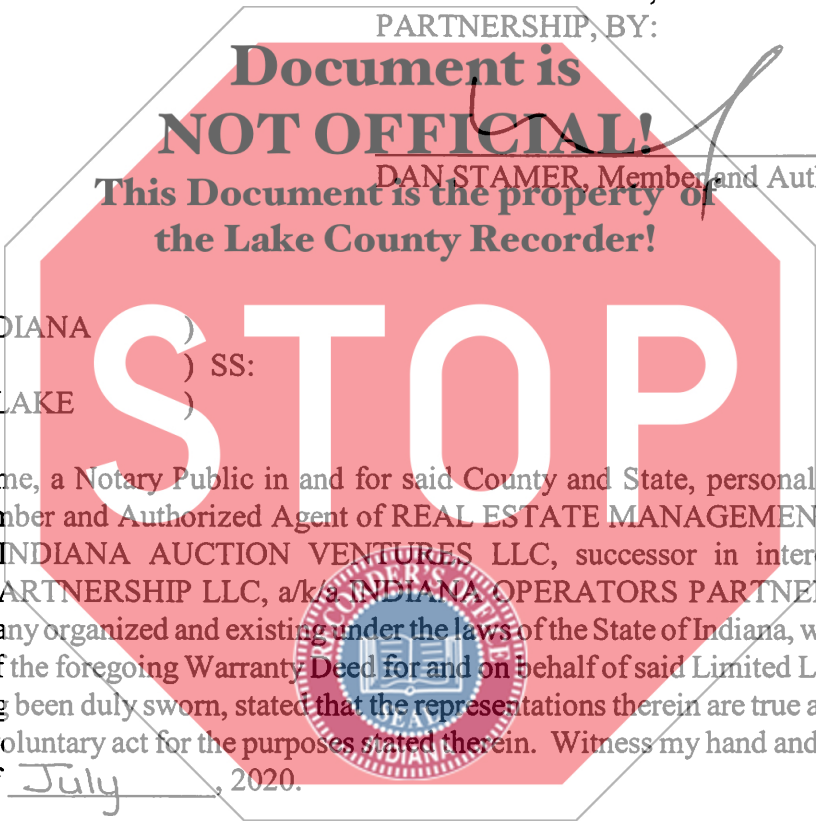 PARTNERSHIP, BY:
Document is
NOT OFFICIAL!
DAN STAMER, Member and Auth
This Document is the property of
the Lake County Recorder!
DIANA )
) SS:
LAKE )
STOP
me, a Notary Public in and for said County and State, personal
mber and Authorized Agent of REAL ESTATE MANAGEMEN
INDIANA AUCTION VENTURES LLC, successor in inter
ARTNERSHIP LLC, a/k/a INDIANA OPERATORS PARTNE
any organized and existing under the laws of the State of Indiana, w
f the foregoing Warranty Deed for and on behalf of said Limited L
g been duly sworn, stated that the representations therein are true a
oluntary act for the purposes stated therein. Witness my hand and
f July, 2020.
RECORDER'S OFFICE
SEAL
INDIANA